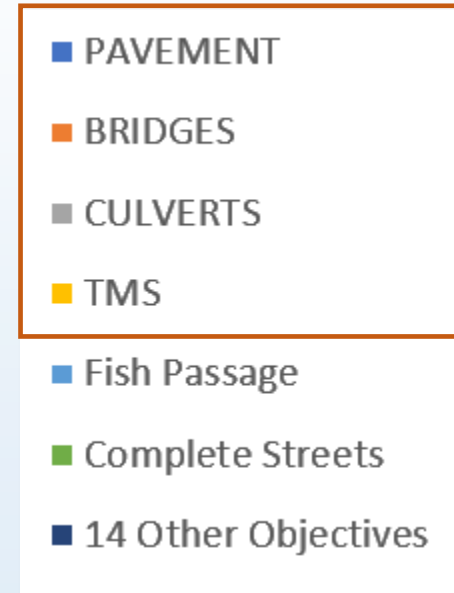 PAVEMENT
BRIDGES
CULVERTS
TMS
Fish Passage
Complete Streets
14 Other Objectives